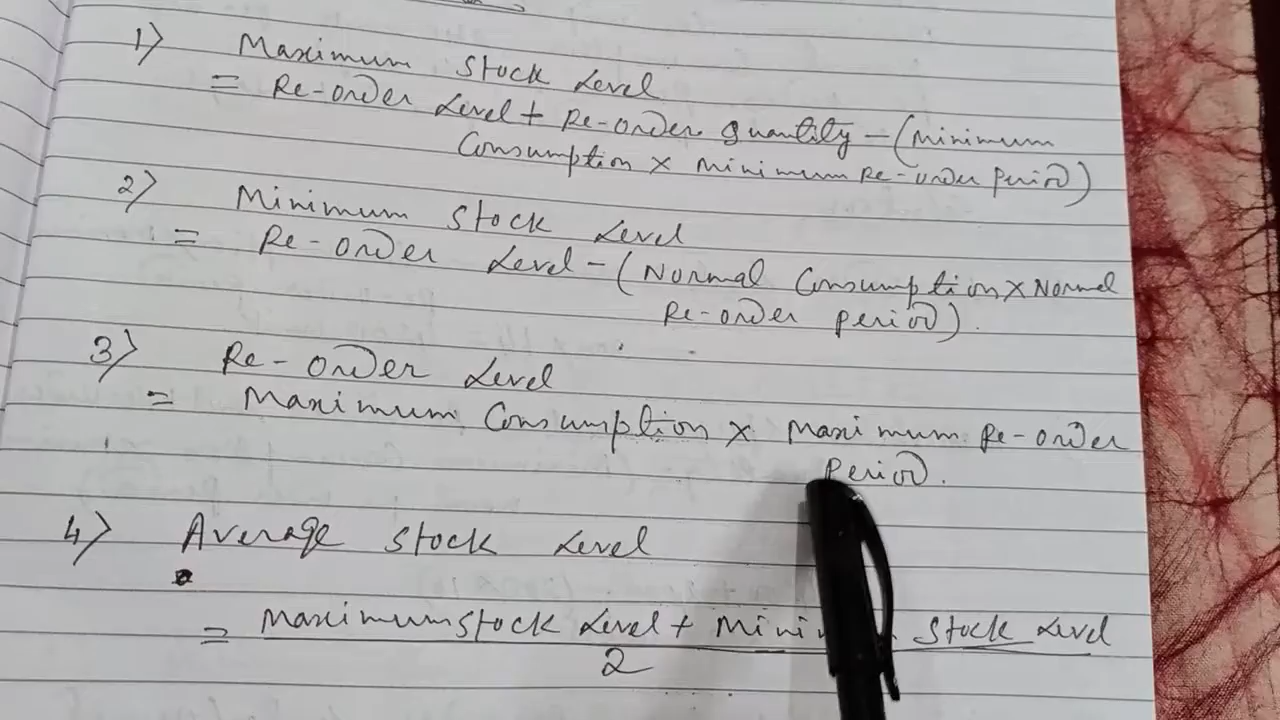 1) Maximum Stock Level
= Re-order Level + Re-order quantity - (Minimum
Consumption × Minimum Re-order period)
2) Minimum Stock Level
= Re-order Level - (Normal Consumption × Normal
Re-order period).
3) Re-order Level
= Maximum Consumption × Maximum Re-order
Period.
4) Average Stock Level
= Maximum Stock Level + Mini Stock Level
2